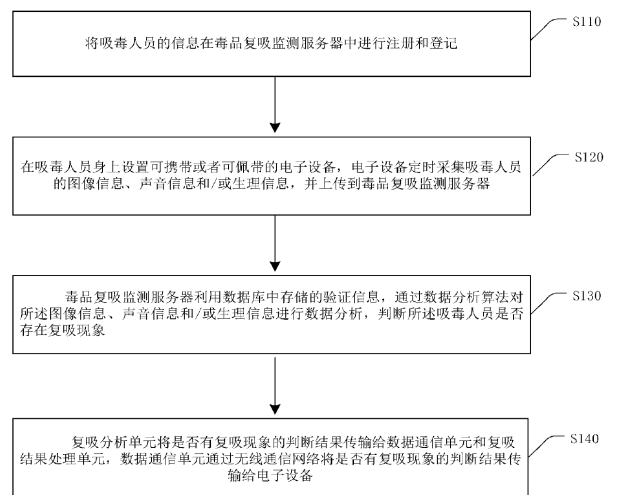 将吸毒人员的信息在毒品复吸监测服务器中进行注册和登记
S110
在吸毒人员身上设置可携带或者可佩带的电子设备，电子设备定时采集吸毒人员
的图像信息、声音信息和/或生理信息，并上传到毒品复吸监测服务器
S120
毒品复吸监测服务器利用数据库中存储的验证信息，通过数据分析算法对
所述图像信息、声音信息和/或生理信息进行数据分析，判断所述吸毒人员是否
存在复吸现象
S130
复吸分析单元将是否有复吸现象的判断结果传输给数据通信单元和复吸
结果处理单元，数据通信单元通过无线通信网络将是否有复吸现象的判断结果传
输给电子设备
S140